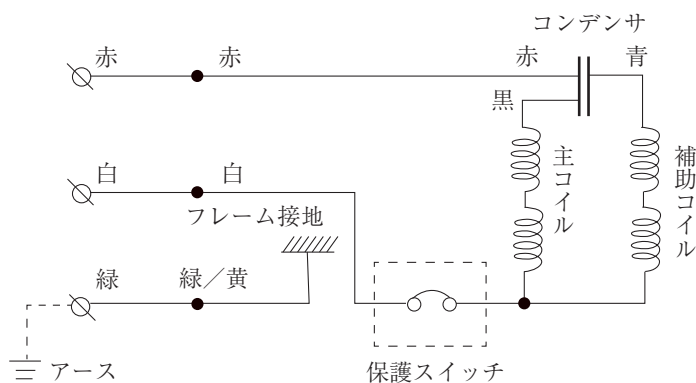 コンデンサ
赤
赤
赤
青
黒
主コイル
補助コイル
白
白
フレーム接地
緑
緑／黄
アース
保護スイッチ